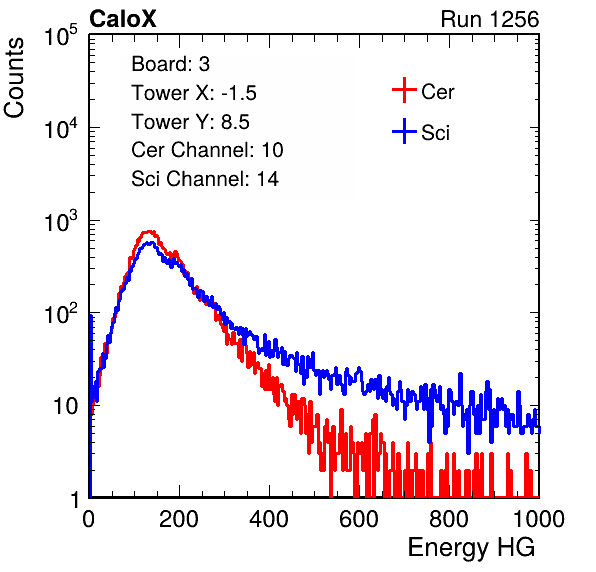 CaloX
Run 1256
Counts
Board: 3
Tower X: -1.5
Tower Y: 8.5
Cer Channel: 10
Sci Channel: 14
Cer
Sci
10^5
10^4
10^3
10^2
10
1
0 200 400 600 800 1000
Energy HG